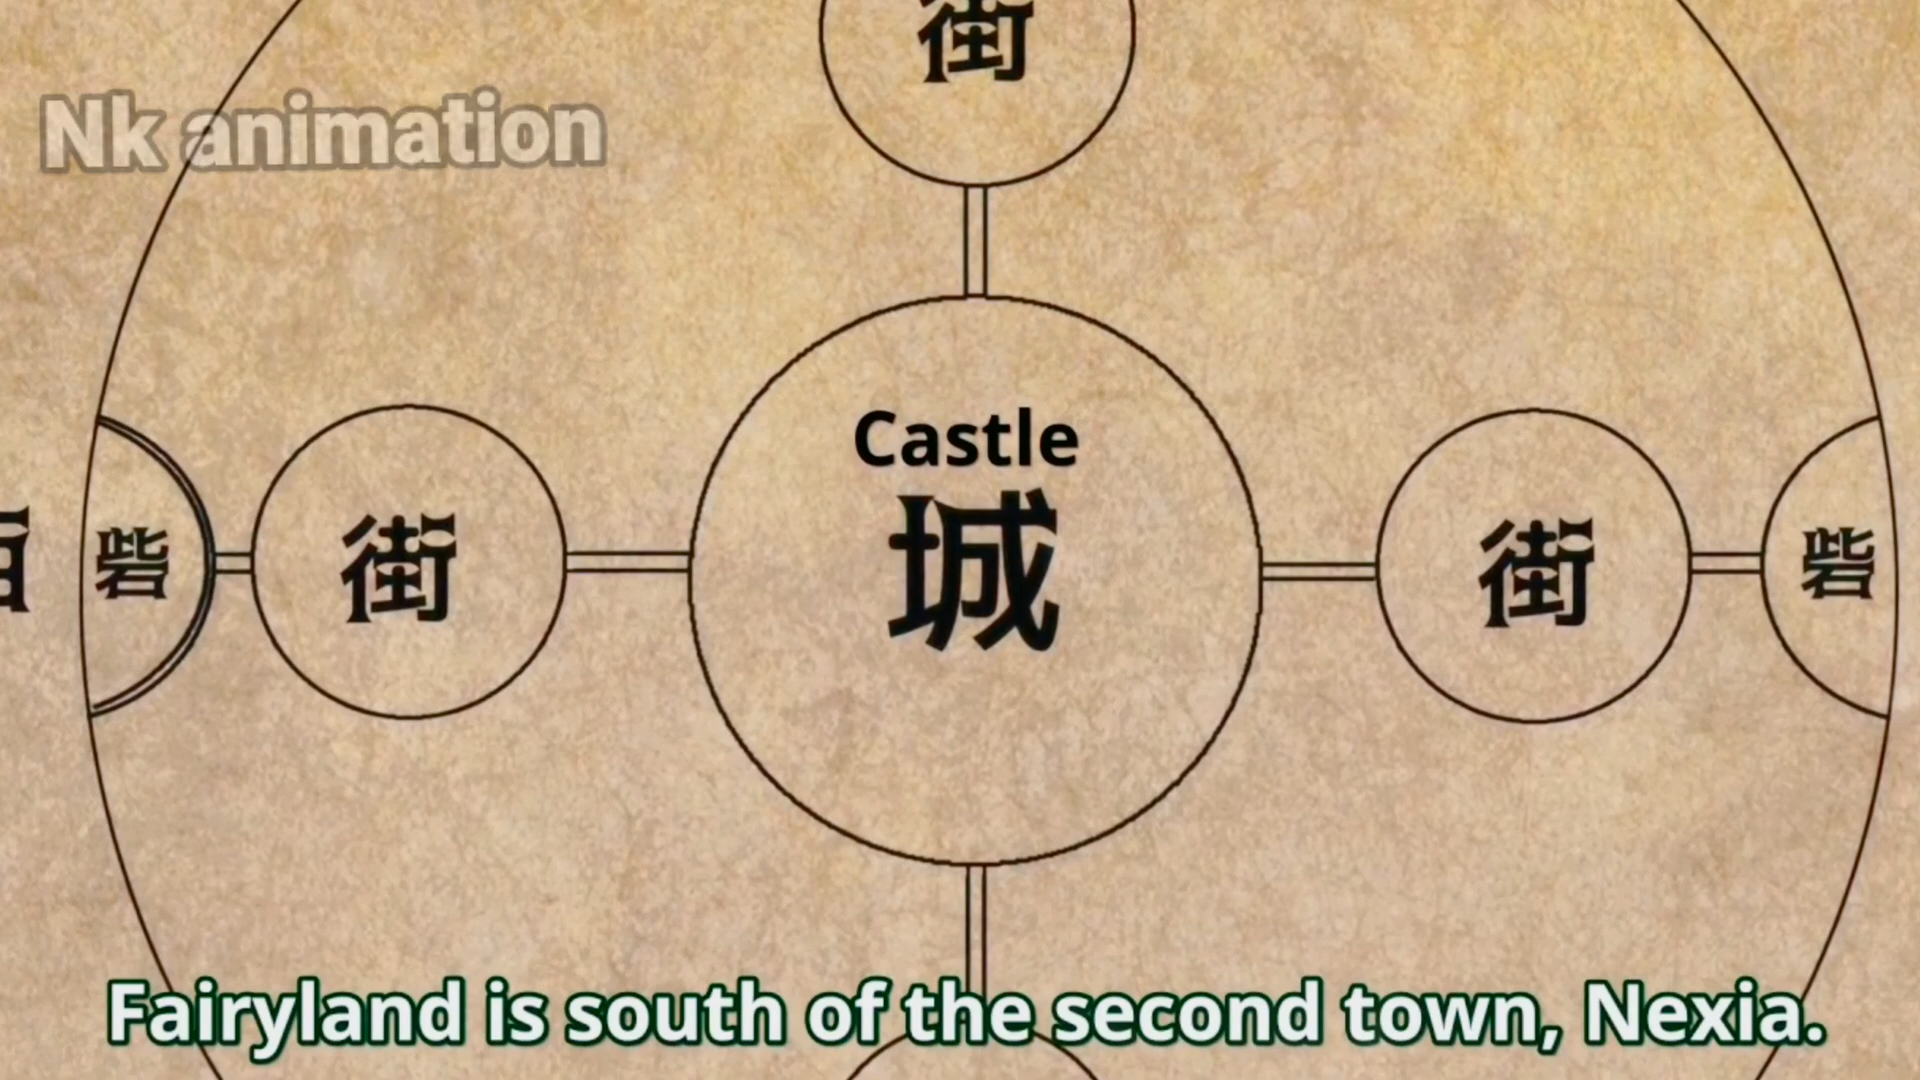 街
Nk animation
Castle
城
砦
街
街
砦
Fairyland is south of the second town, Nexia.